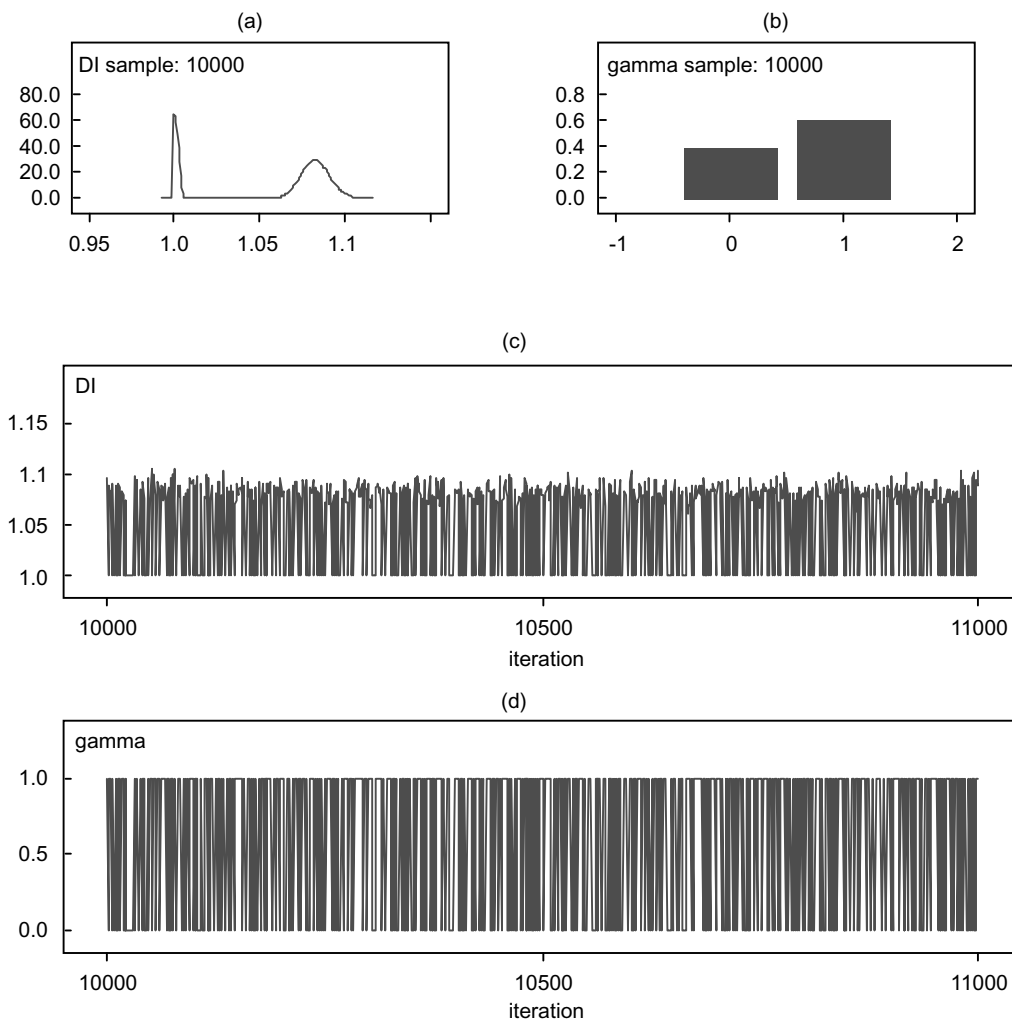 (a)
DI sample: 10000
80.0
60.0
40.0
20.0
0.0
0.95 1.0 1.05 1.1
(b)
gamma sample: 10000
0.8
0.6
0.4
0.2
0.0
-1 0 1 2
(c)
DI
1.15
1.1
1.05
1.0
10000 10500 11000
iteration
(d)
gamma
1.0
0.5
0.0
10000 10500 11000
iteration